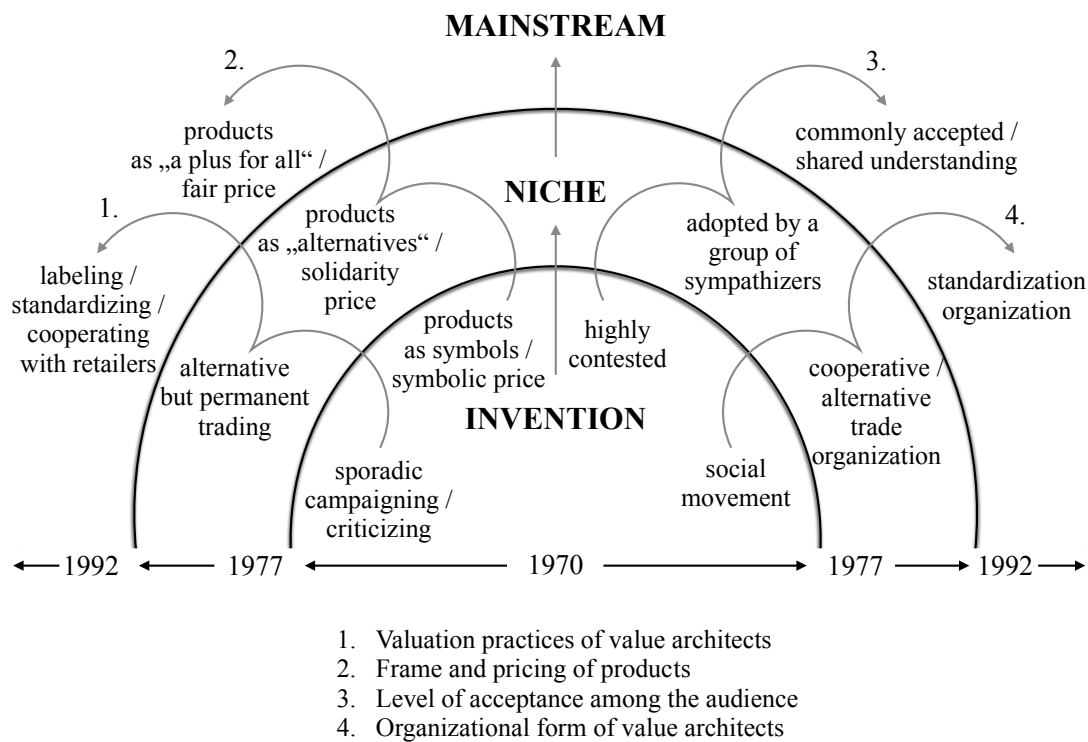 MAINSTREAM
2.
3.
products
as „a plus for all“ /
fair price
commonly accepted /
shared understanding
NICHE
1.
4.
products
as „alternatives“ /
solidarity
price
adopted by a
group of
sympathizers
labeling /
standardizing /
cooperating
with retailers
standardization
organization
products
as symbols /
symbolic price
highly
contested
alternative
but permanent
trading
cooperative /
alternative
trade
organization
INVENTION
sporadic
campaigning /
criticizing
social
movement
1992 1977 1970 1977 1992
1. Valuation practices of value architects
2. Frame and pricing of products
3. Level of acceptance among the audience
4. Organizational form of value architects